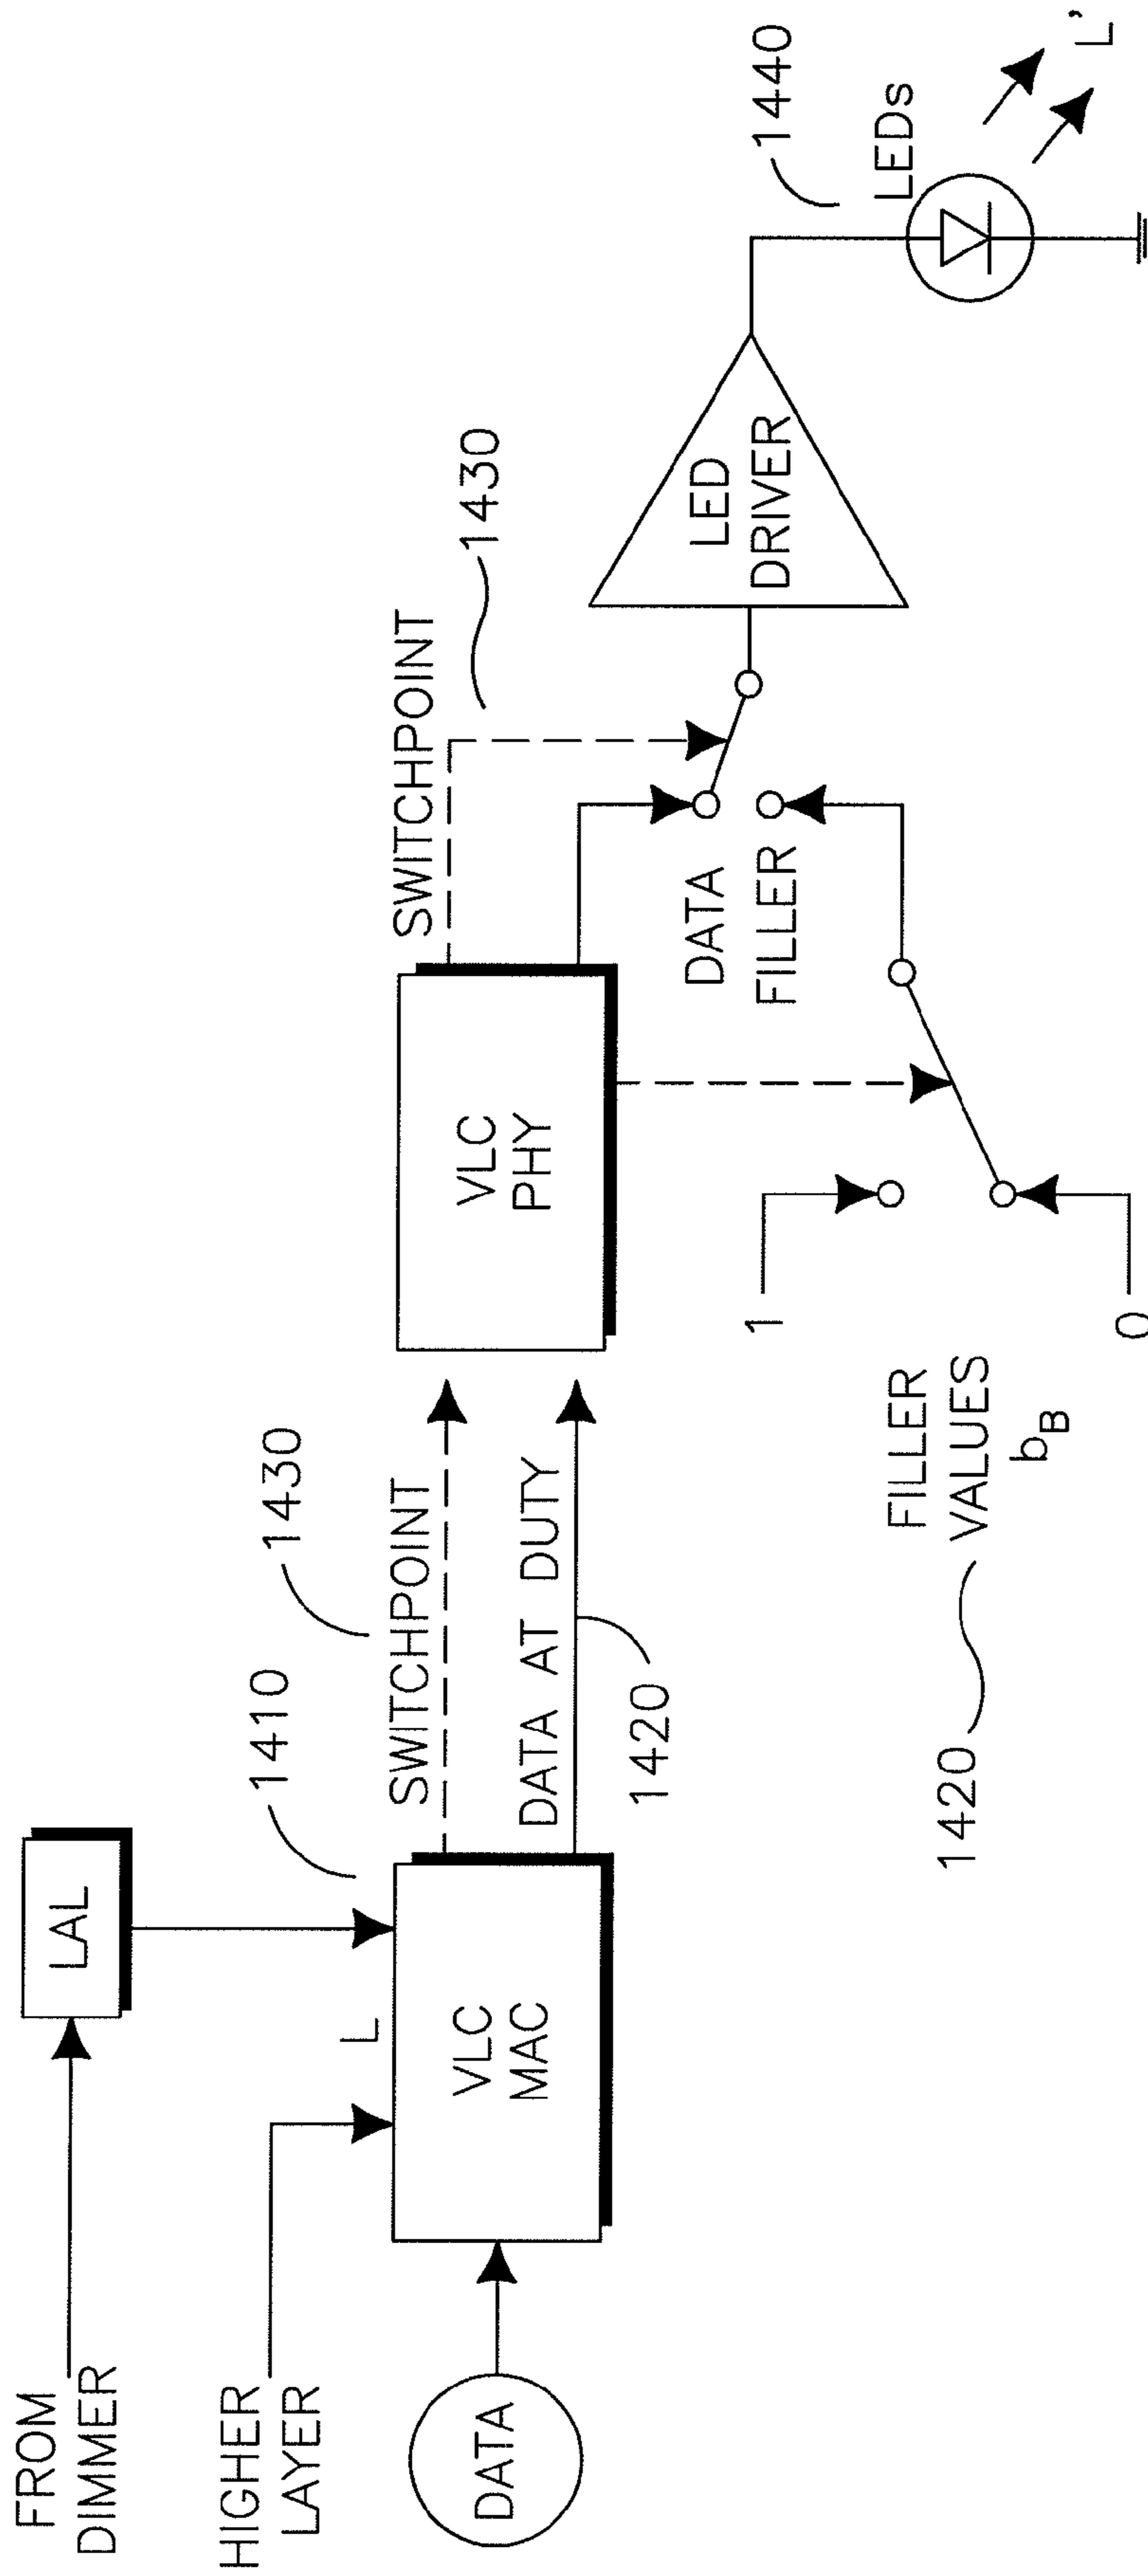 FROM
DIMMER
LAL
HIGHER
LAYER
L
DATA
VLC
MAC
1410
SWITCHPOINT
1430
DATA AT DUTY
1420
VLC
PHY
SWITCHPOINT
1430
DATA
FILLER
1
0
FILLER
VALUES
bB
1420
LED
DRIVER
1440
LEDs
L'